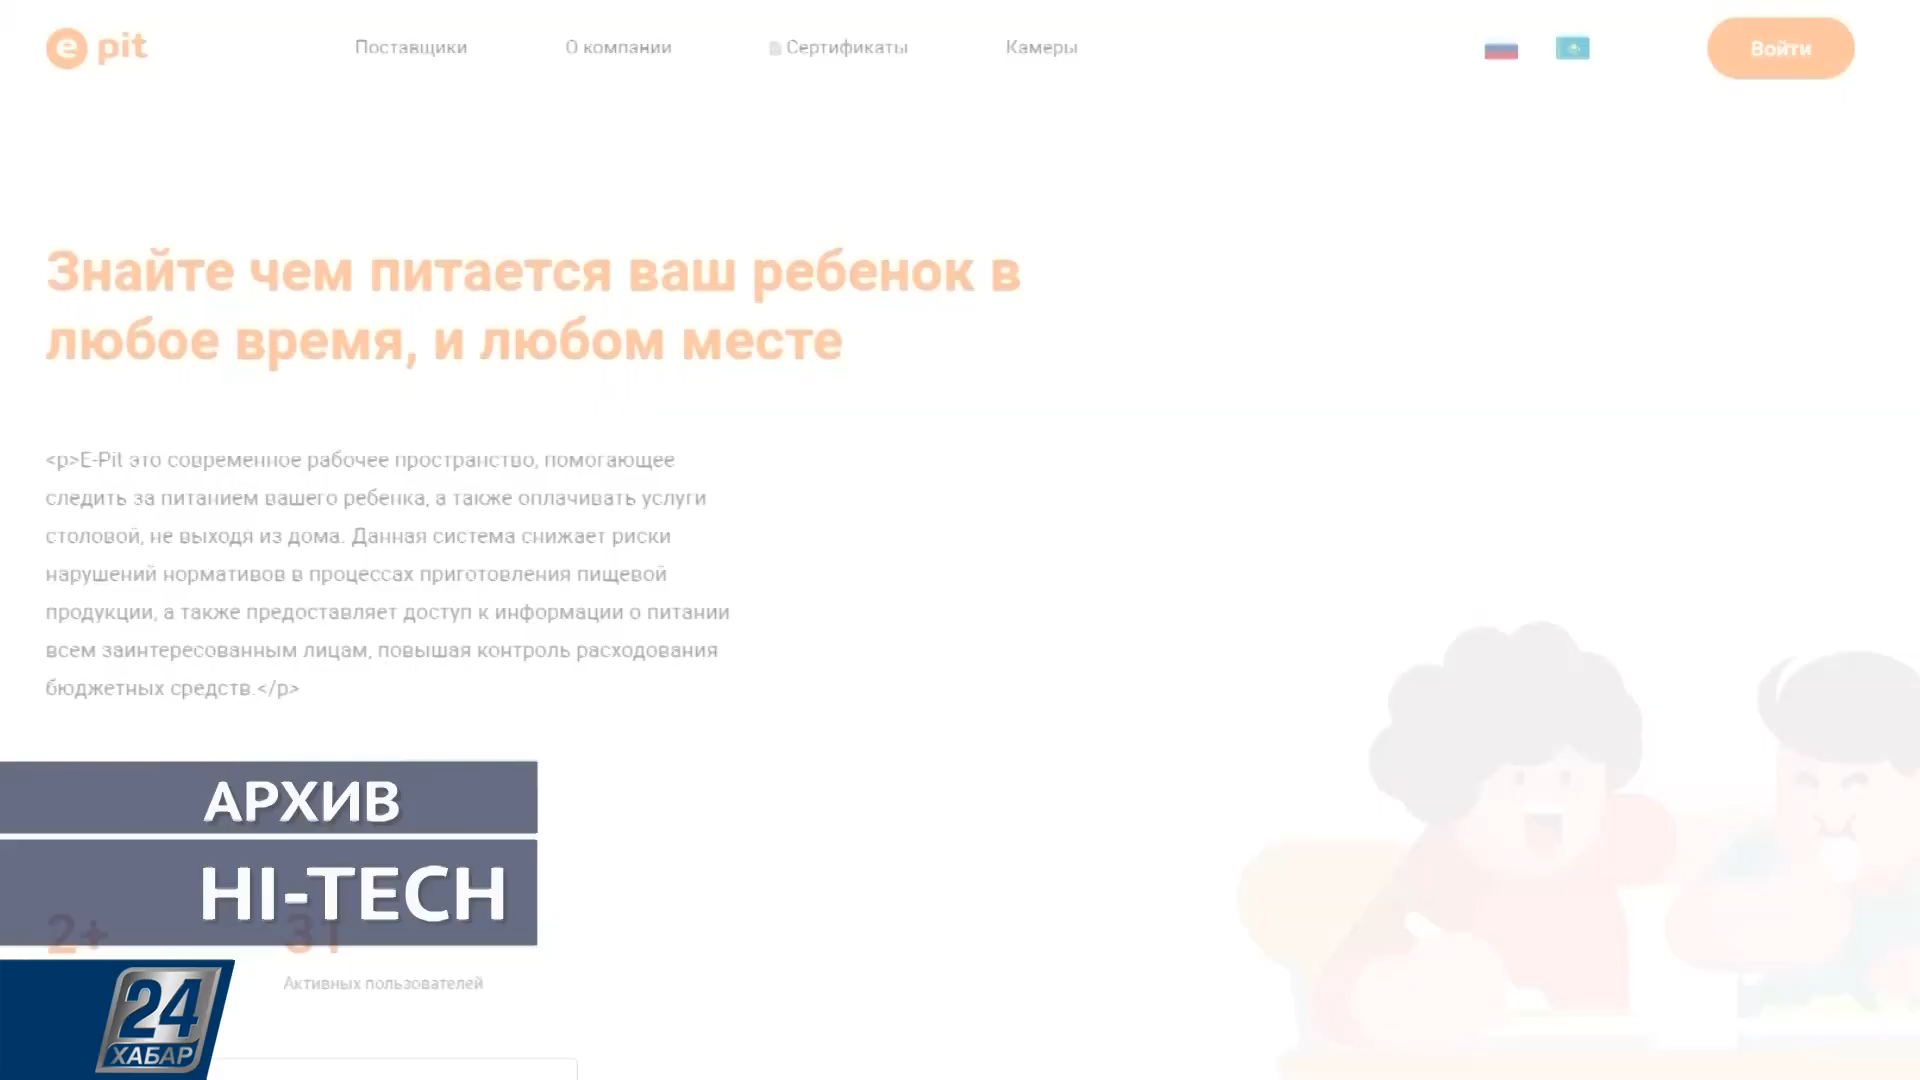 e pit
Поставщики
О компании
Сертификаты
Камеры
Войти
Знайте чем питается ваш ребенок в
любое время, и любом месте
<p>E-Pit это современное рабочее пространство, помогающее
следить за питанием вашего ребенка, а также оплачивать услуги
столовой, не выходя из дома. Данная система снижает риски
нарушений нормативов в процессах приготовления пищевой
продукции, а также предоставляет доступ к информации о питании
всем заинтересованным лицам, повышая контроль расходования
бюджетных средств.</p>
АРХИВ
HI-TECH
2+
Активных пользователей
24
ХАБАР